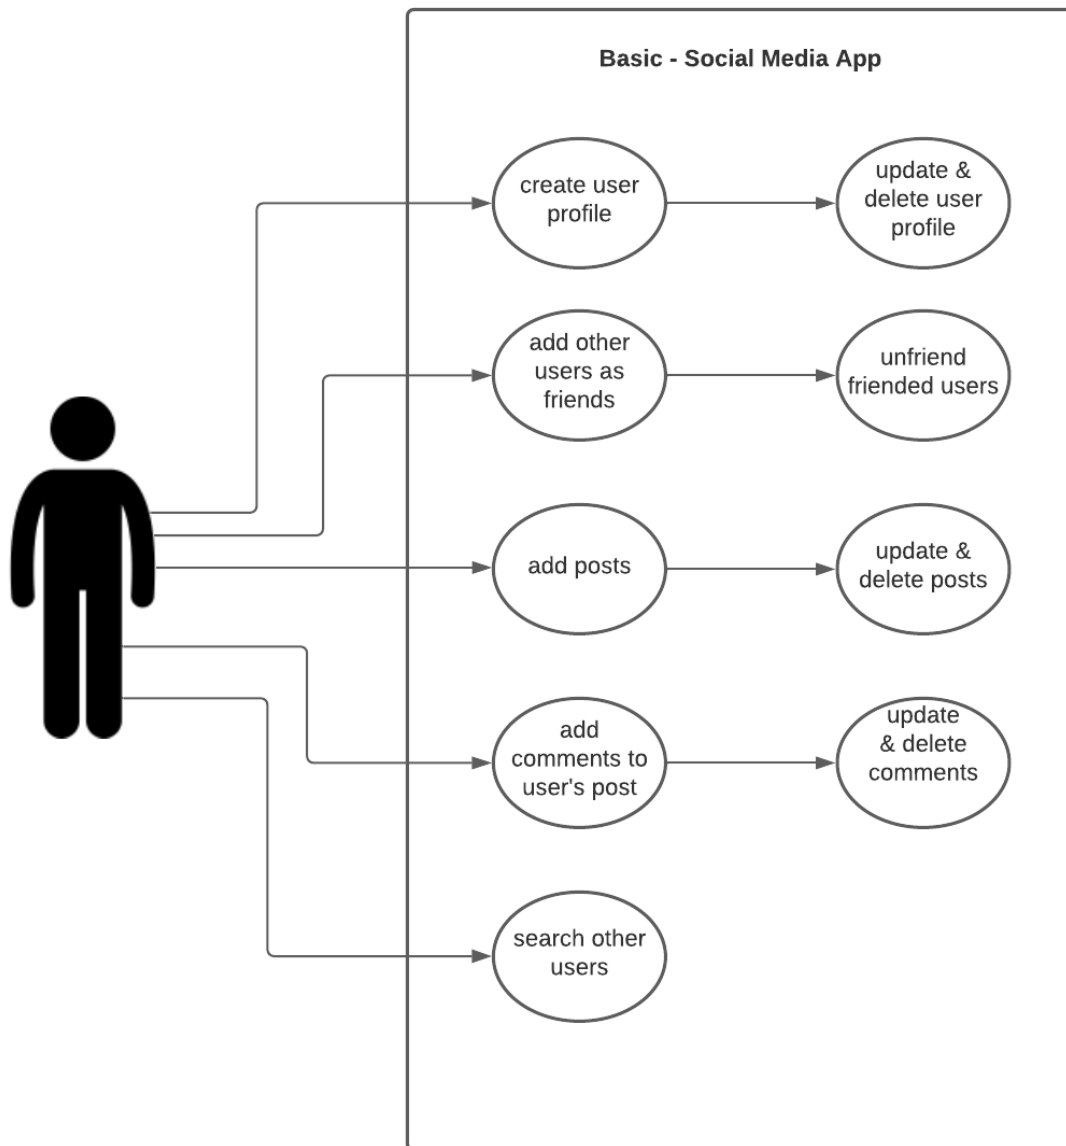 Basic - Social Media App
create user
profile
update &
delete user
profile
add other
users as
friends
unfriend
friended users
add posts
update &
delete posts
add
comments to
user's post
update
& delete
comments
search other
users